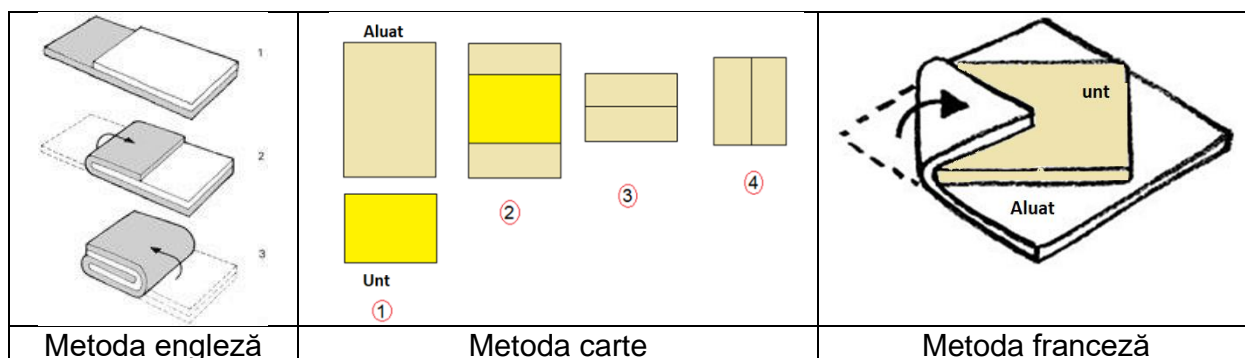 1
2
3
Metoda engleză
Aluat
Unt
1
2
3
4
Metoda carte
unt
Aluat
Metoda franceză